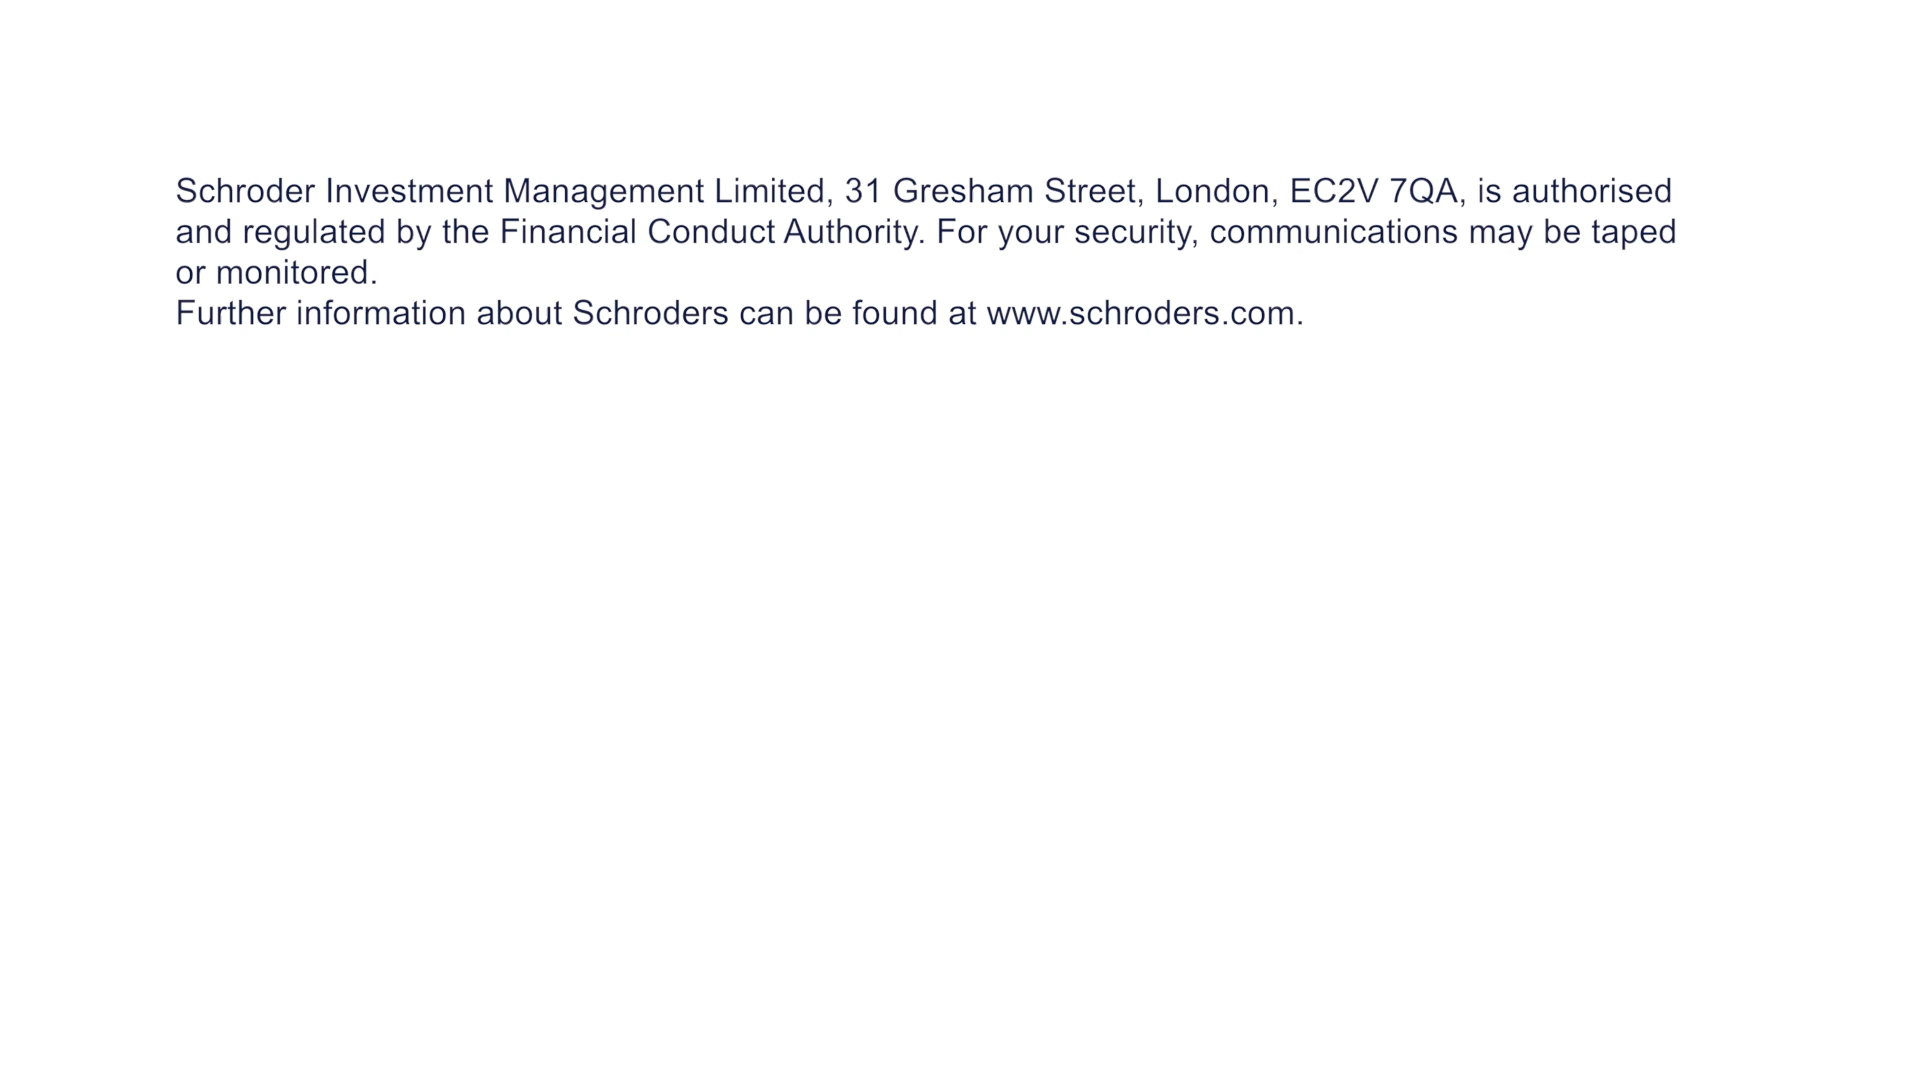 Schroder Investment Management Limited, 31 Gresham Street, London, EC2V 7QA, is authorised
and regulated by the Financial Conduct Authority. For your security, communications may be taped
or monitored.
Further information about Schroders can be found at www.schroders.com.